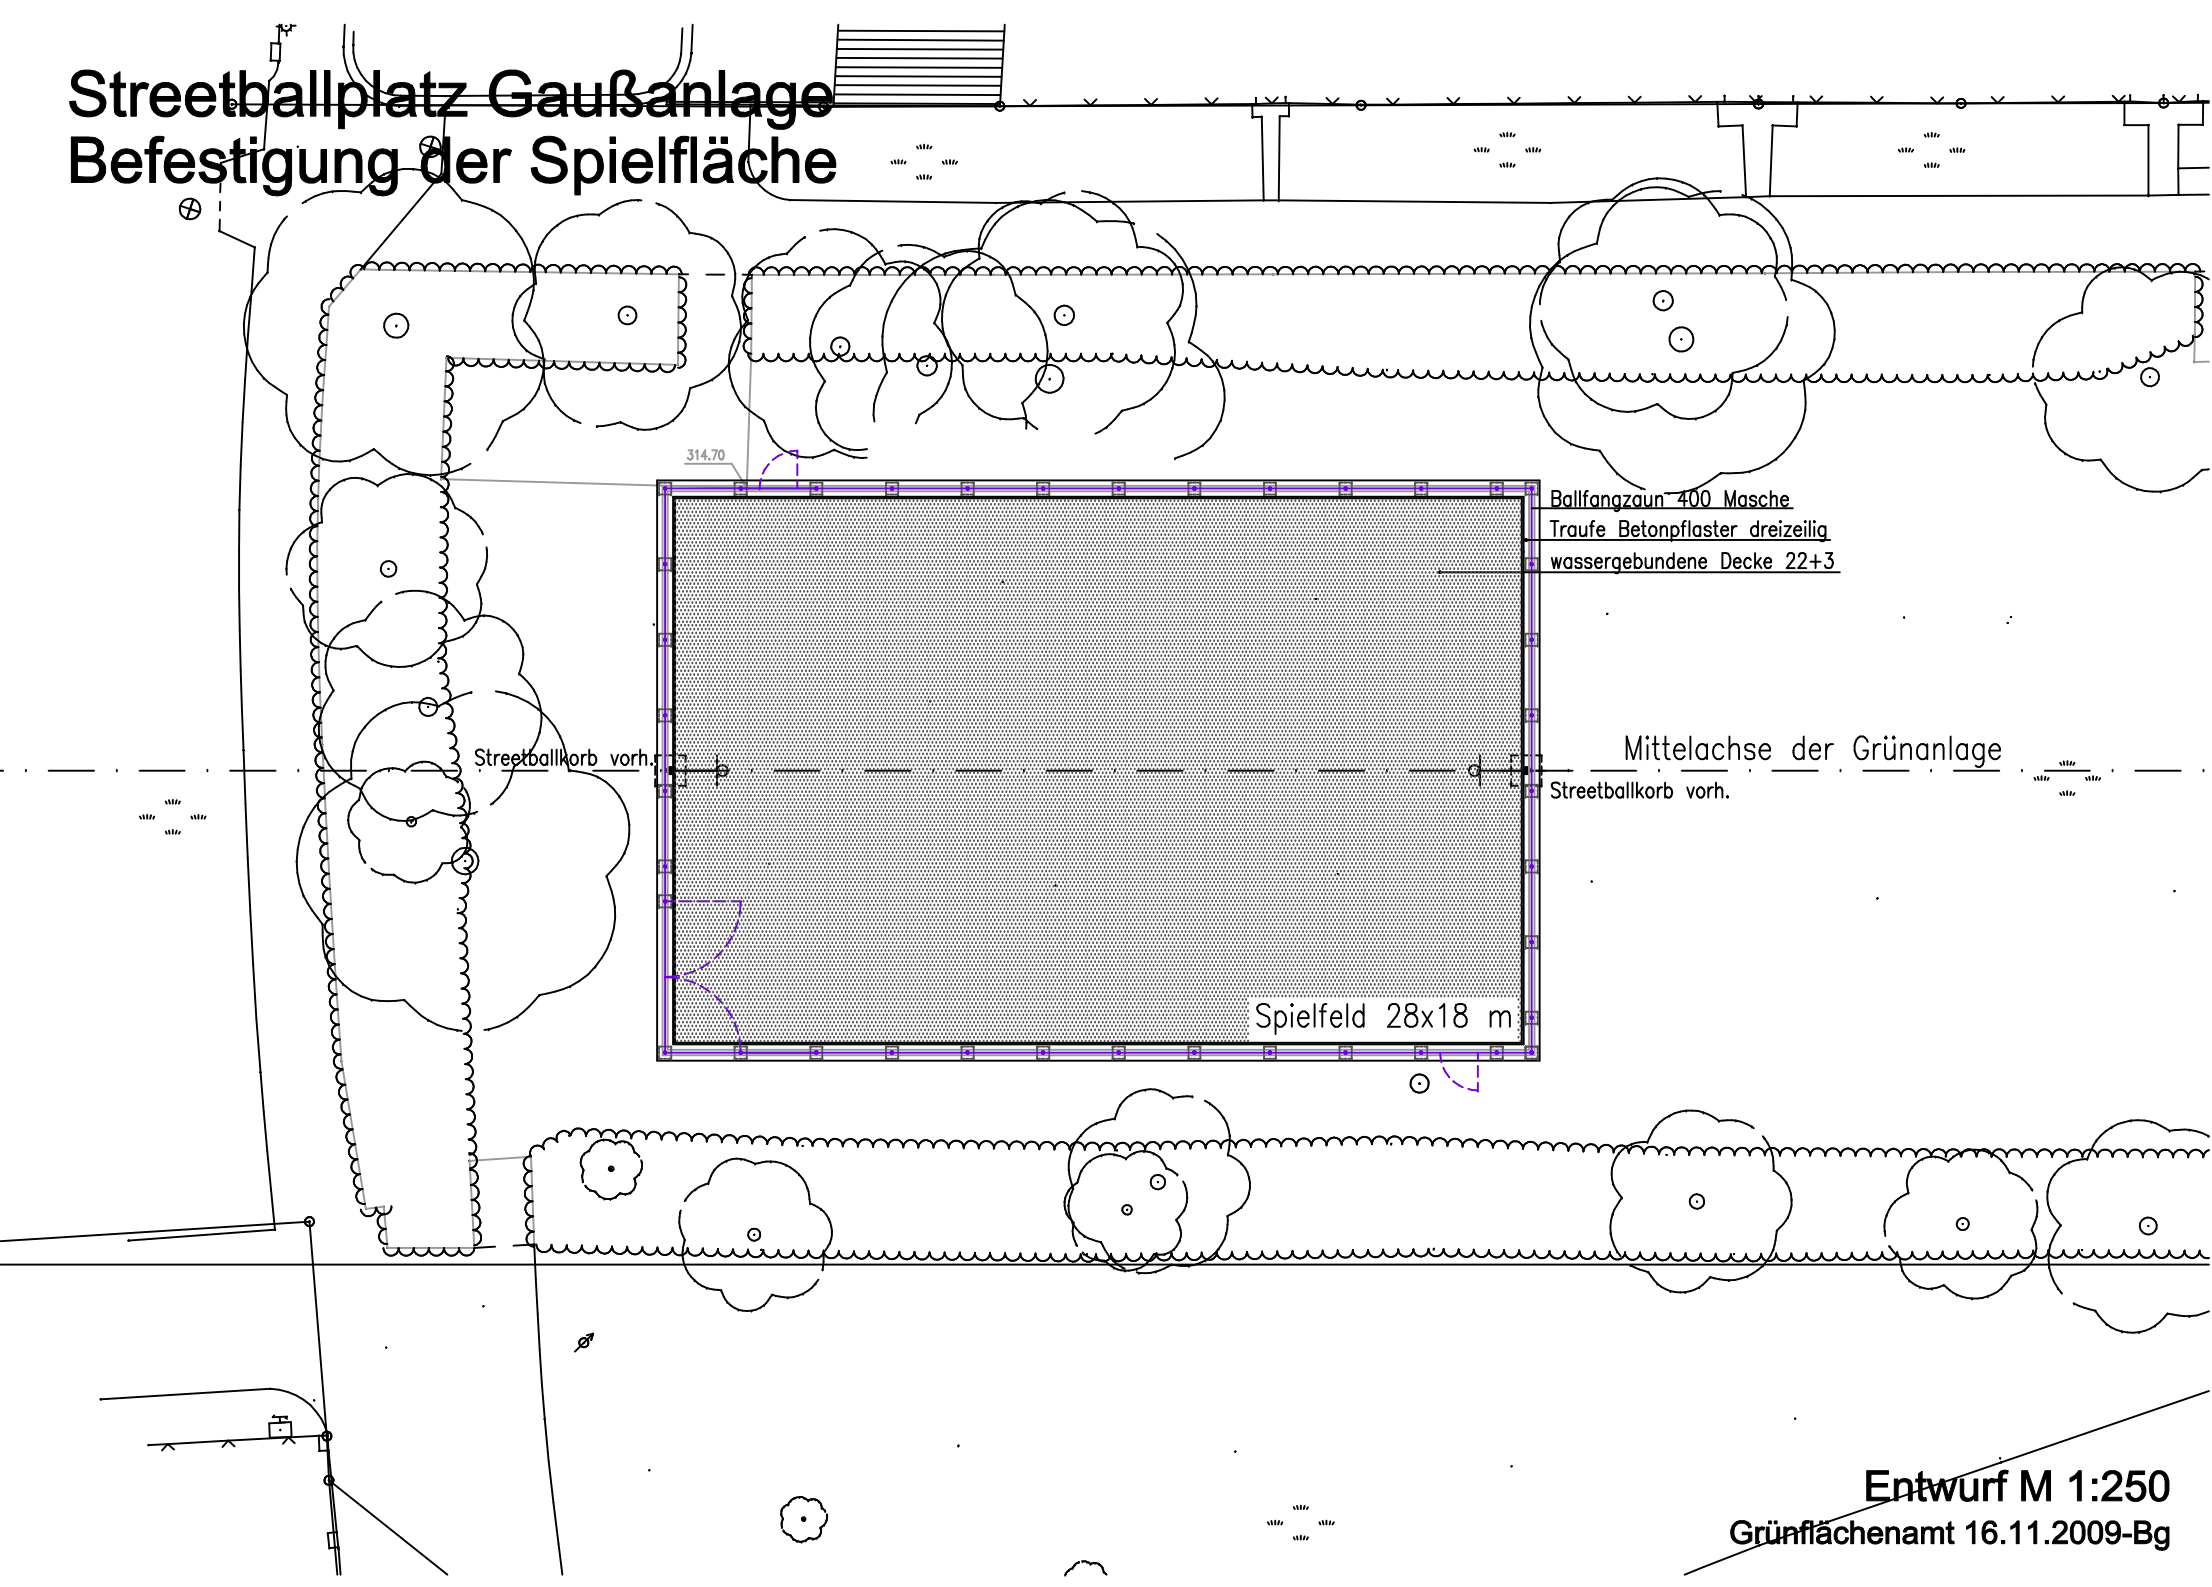 Streetballplatz Gaußanlage
Befestigung der Spielfläche
314.70
Ballfangzaun 400 Masche
Traufe Betonpflaster dreizeilig
wassergebundene Decke 22+3
Streetballkorb vorh.
Mittelachse der Grünanlage
Streetballkorb vorh.
Spielfeld 28x18 m
Entwurf M 1:250
Grünflächenamt 16.11.2009-Bg